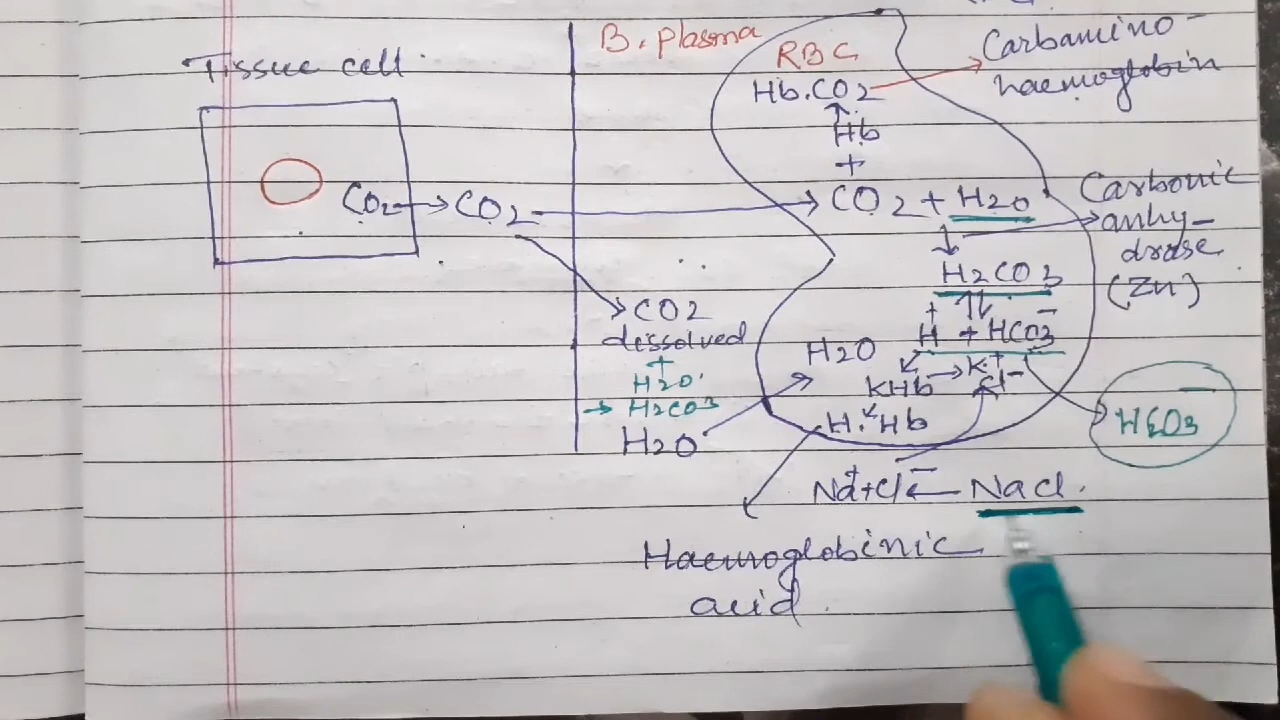 B. plasma
RBC
Carbamino-
haemoglobin
Tissue cell
Hb.CO2
Hb
+
CO2
CO2
CO2 + H2O
Carbonic
anhy-
drase
(Zn)
H2CO3
CO2
dissolved
+
H2O
→ H2CO3
H2O
H+ + HCO3-
H2O
KHb → K+
Cl-
H.Hb
HCO3-
Na+ + Cl- ← NaCl.
Haemoglobinic
acid.